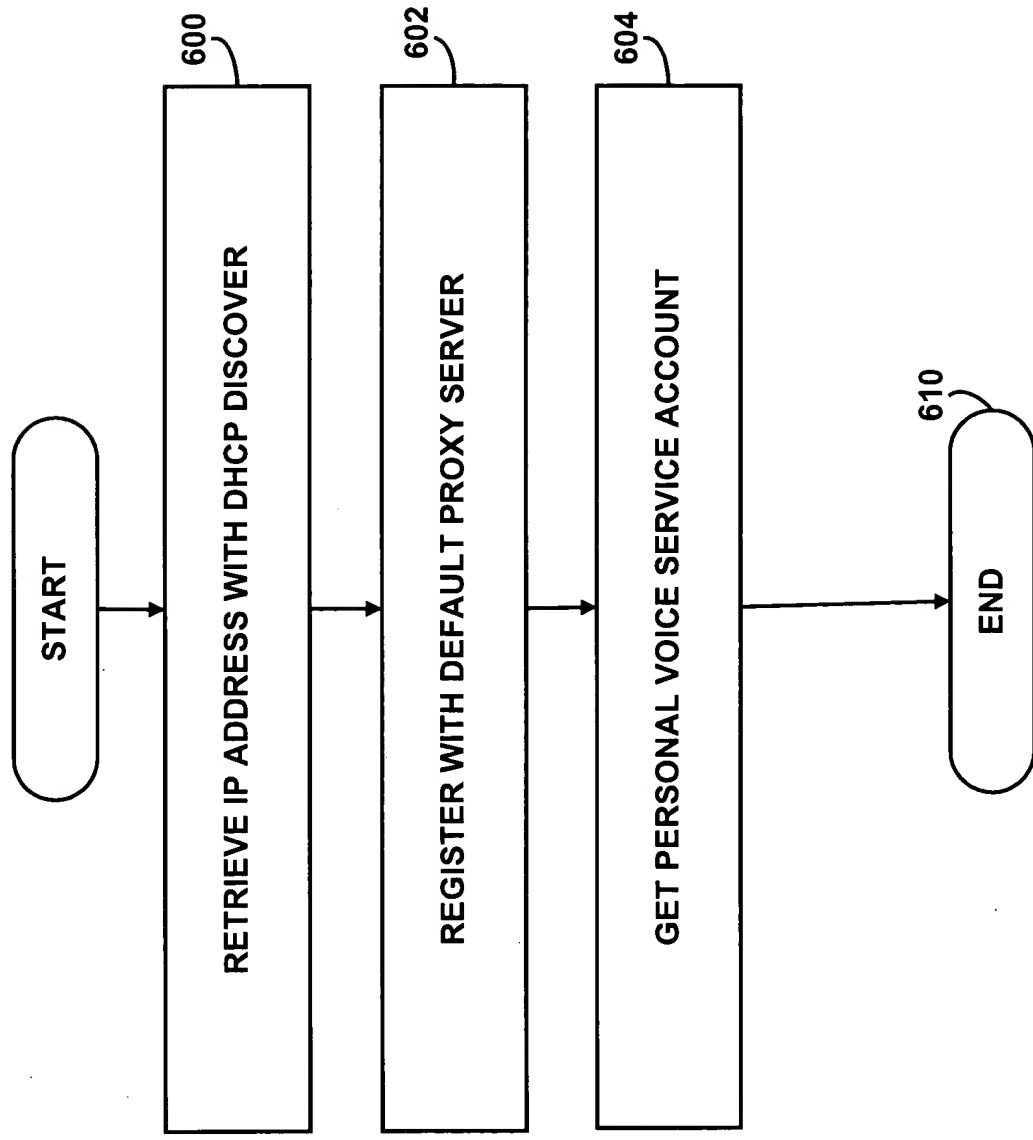 START
600
RETRIEVE IP ADDRESS WITH DHCP DISCOVER
602
REGISTER WITH DEFAULT PROXY SERVER
604
GET PERSONAL VOICE SERVICE ACCOUNT
610
END